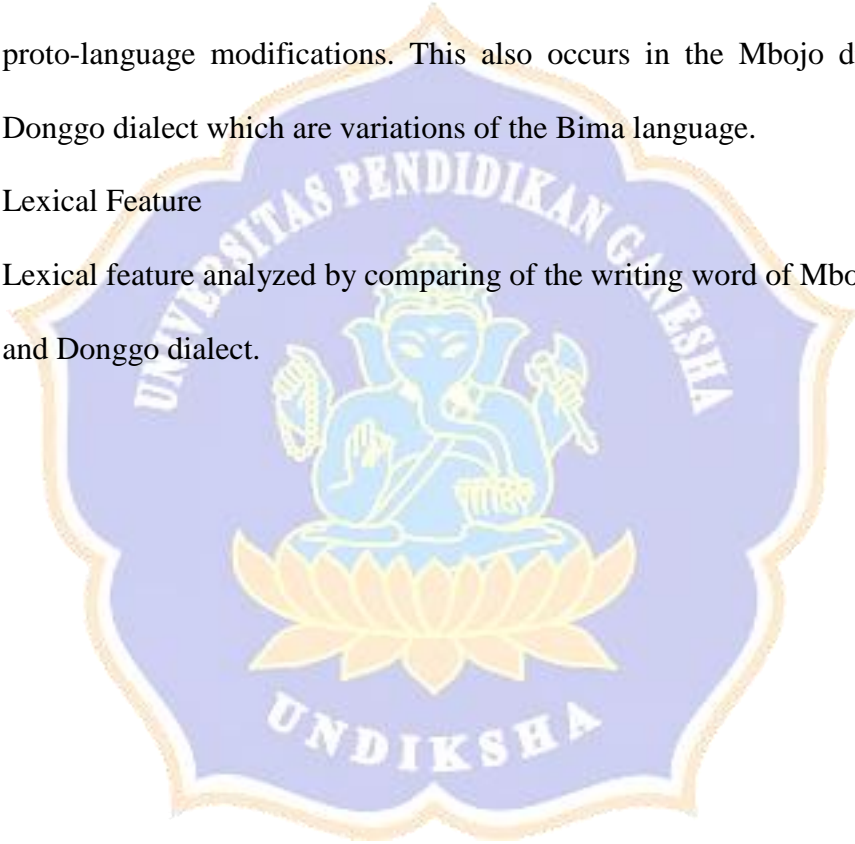 proto-language modifications. This also occurs in the Mbojo d
Donggo dialect which are variations of the Bima language.
Lexical Feature
Lexical feature analyzed by comparing of the writing word of Mbo
and Donggo dialect.
UNIVERSITAS PENDIDIKAN GANESHA
UNDIKSHA